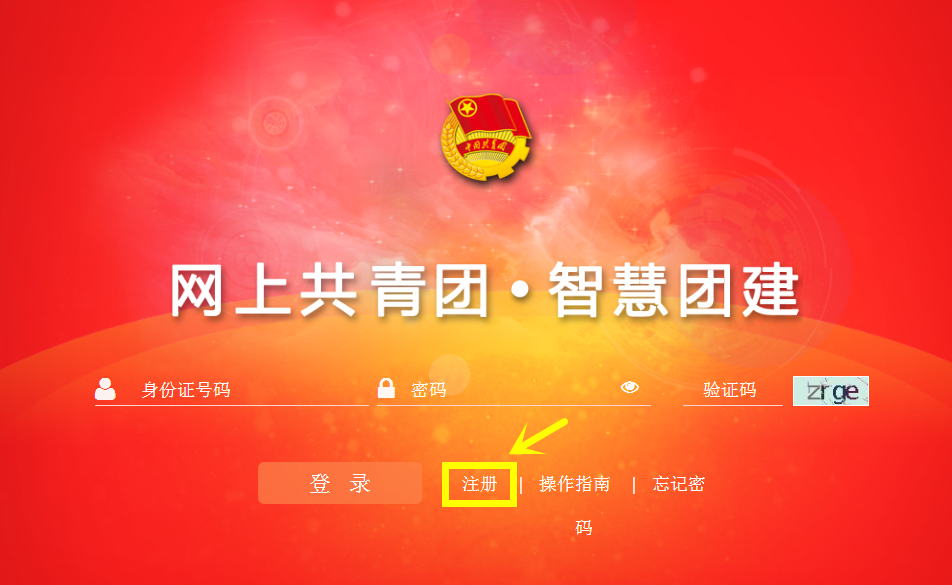 中国共青团
网上共青团·智慧团建
身份证号码 密码 验证码 zrge
登 录 注册 | 操作指南 | 忘记密
码